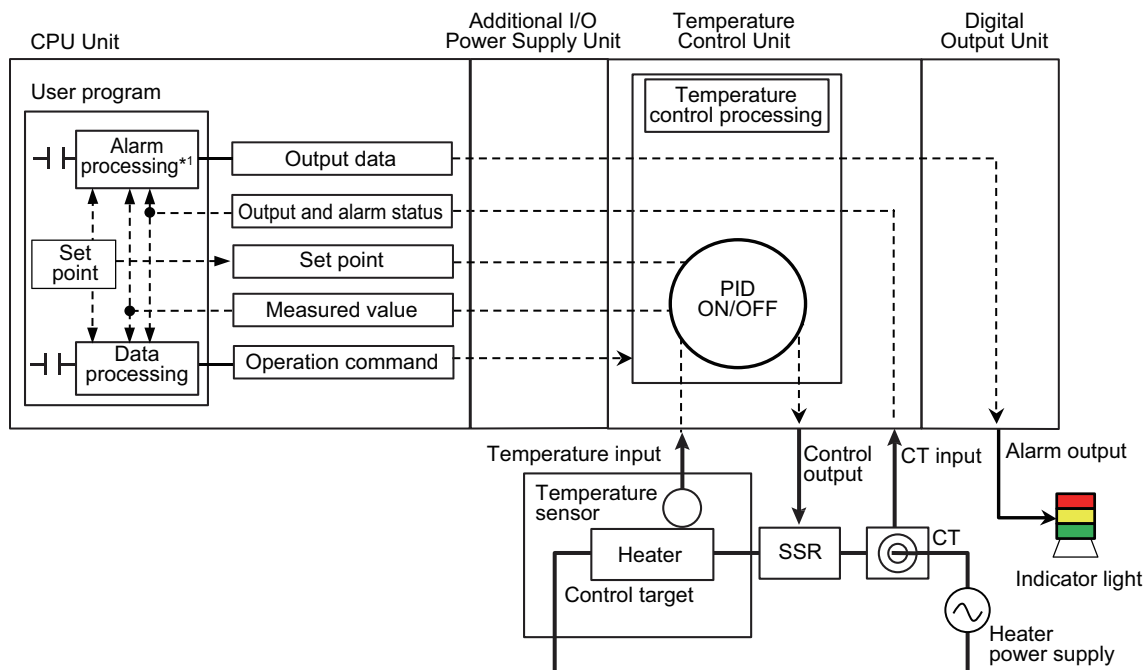 CPU Unit
Additional I/O
Power Supply Unit
Temperature
Control Unit
Digital
Output Unit
User program
Temperature
control processing
Alarm
processing*1
Output data
Output and alarm status
Set
point
Set point
PID
ON/OFF
Measured value
Data
processing
Operation command
Temperature input
Control
output
CT input
Alarm output
Temperature
sensor
Heater
SSR
CT
Control target
Indicator light
Heater
power supply